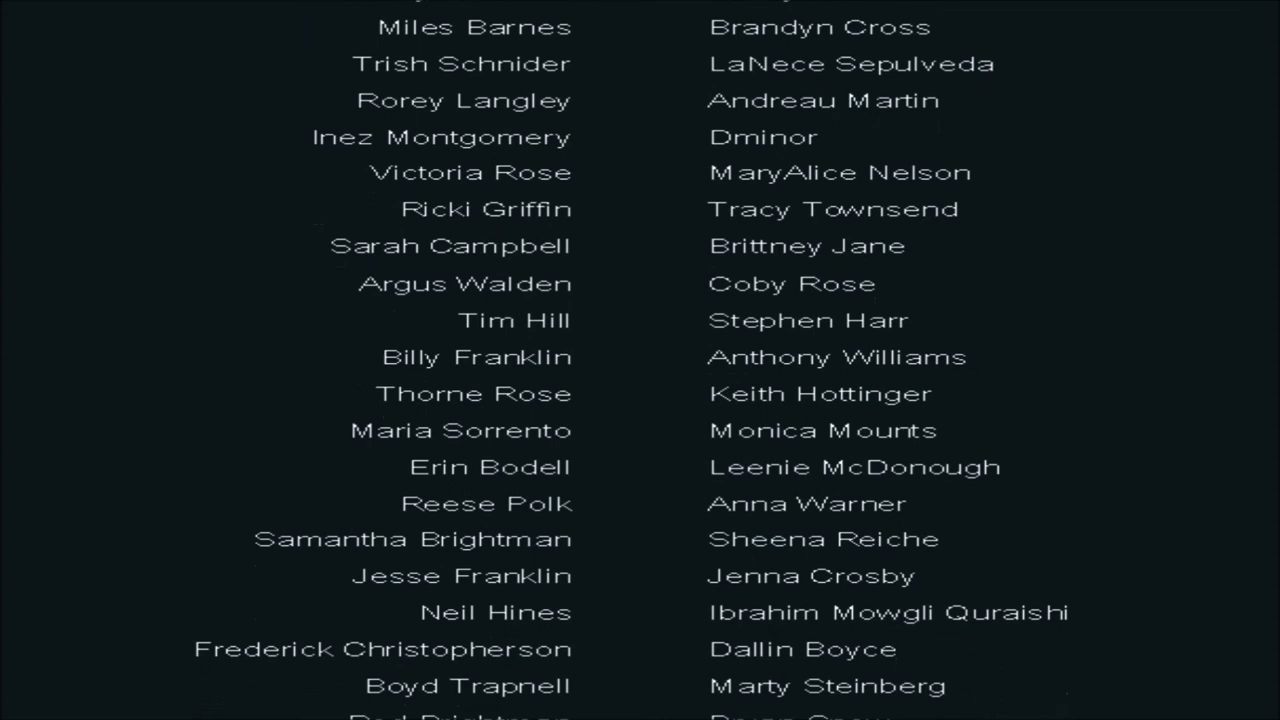 Miles Barnes Brandyn Cross
Trish Schnider LaNece Sepulveda
Rorey Langley Andreau Martin
Inez Montgomery Dminor
Victoria Rose MaryAlice Nelson
Ricki Griffin Tracy Townsend
Sarah Campbell Brittney Jane
Argus Walden Coby Rose
Tim Hill Stephen Harr
Billy Franklin Anthony Williams
Thorne Rose Keith Hottinger
Maria Sorrento Monica Mounts
Erin Bodell Leenie McDonough
Reese Polk Anna Warner
Samantha Brightman Sheena Reiche
Jesse Franklin Jenna Crosby
Neil Hines Ibrahim Mowgli Quraishi
Frederick Christopherson Dallin Boyce
Boyd Trapnell Marty Steinberg